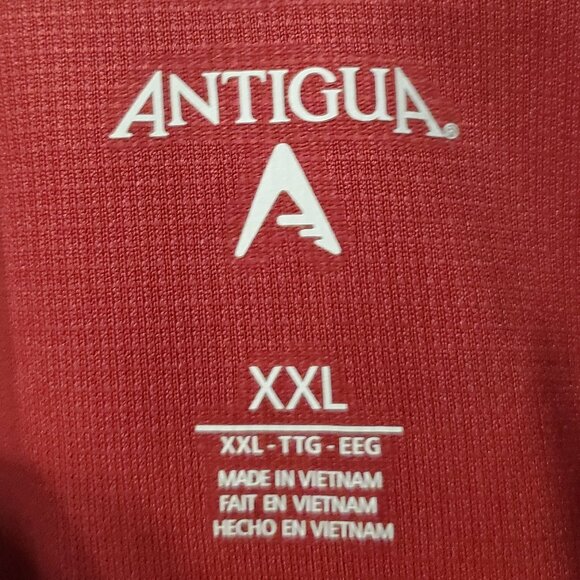 ANTIGUA®
XXL
XXL - TTG - EEG
MADE IN VIETNAM
FAIT EN VIETNAM
HECHO EN VIETNAM